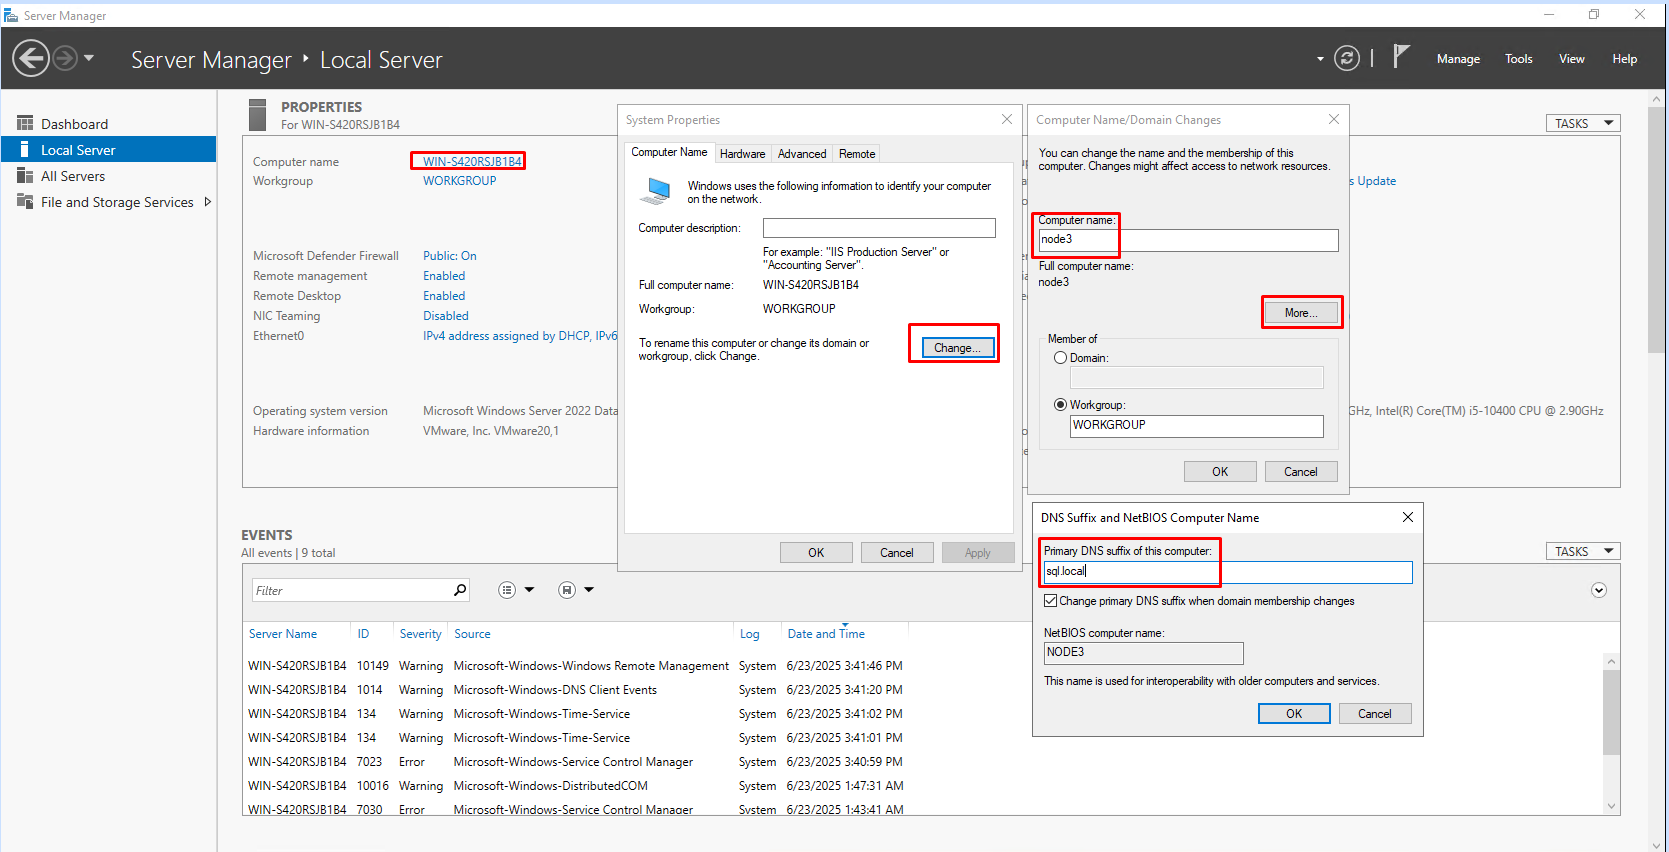 Server Manager
Server Manager • Local Server
Manage Tools View Help
Dashboard
Local Server
All Servers
File and Storage Services
PROPERTIES
For WIN-S420RSJB1B4
TASKS
Computer name WIN-S420RSJB1B4
Workgroup WORKGROUP
Microsoft Defender Firewall Public: On
Remote management Enabled
Remote Desktop Enabled
NIC Teaming Disabled
Ethernet0 IPv4 address assigned by DHCP, IPv6
Operating system version Microsoft Windows Server 2022 Data
Hardware information VMware, Inc. VMware20,1
s Update
GHz, Intel(R) Core(TM) i5-10400 CPU @ 2.90GHz
System Properties
Computer Name Hardware Advanced Remote
Windows uses the following information to identify your computer
on the network.
Computer description:
For example: "IIS Production Server" or
"Accounting Server".
Full computer name: WIN-S420RSJB1B4
Workgroup: WORKGROUP
To rename this computer or change its domain or
workgroup, click Change.
Change...
OK Cancel Apply
Computer Name/Domain Changes
You can change the name and the membership of this
computer. Changes might affect access to network resources.
Computer name:
node3
Full computer name:
node3
More...
Member of
Domain:
Workgroup:
WORKGROUP
OK Cancel
DNS Suffix and NetBIOS Computer Name
Primary DNS suffix of this computer:
sql.local
Change primary DNS suffix when domain membership changes
NetBIOS computer name:
NODE3
This name is used for interoperability with older computers and services.
OK Cancel
EVENTS
All events | 9 total
TASKS
Filter
Server Name ID Severity Source Log Date and Time
WIN-S420RSJB1B4 10149 Warning Microsoft-Windows-Windows Remote Management System 6/23/2025 3:41:46 PM
WIN-S420RSJB1B4 1014 Warning Microsoft-Windows-DNS Client Events System 6/23/2025 3:41:20 PM
WIN-S420RSJB1B4 134 Warning Microsoft-Windows-Time-Service System 6/23/2025 3:41:02 PM
WIN-S420RSJB1B4 134 Warning Microsoft-Windows-Time-Service System 6/23/2025 3:41:01 PM
WIN-S420RSJB1B4 7023 Error Microsoft-Windows-Service Control Manager System 6/23/2025 3:40:59 PM
WIN-S420RSJB1B4 10016 Warning Microsoft-Windows-DistributedCOM System 6/23/2025 1:47:31 AM
WIN-S420RSJB1B4 7030 Error Microsoft-Windows-Service Control Manager System 6/23/2025 1:43:41 AM